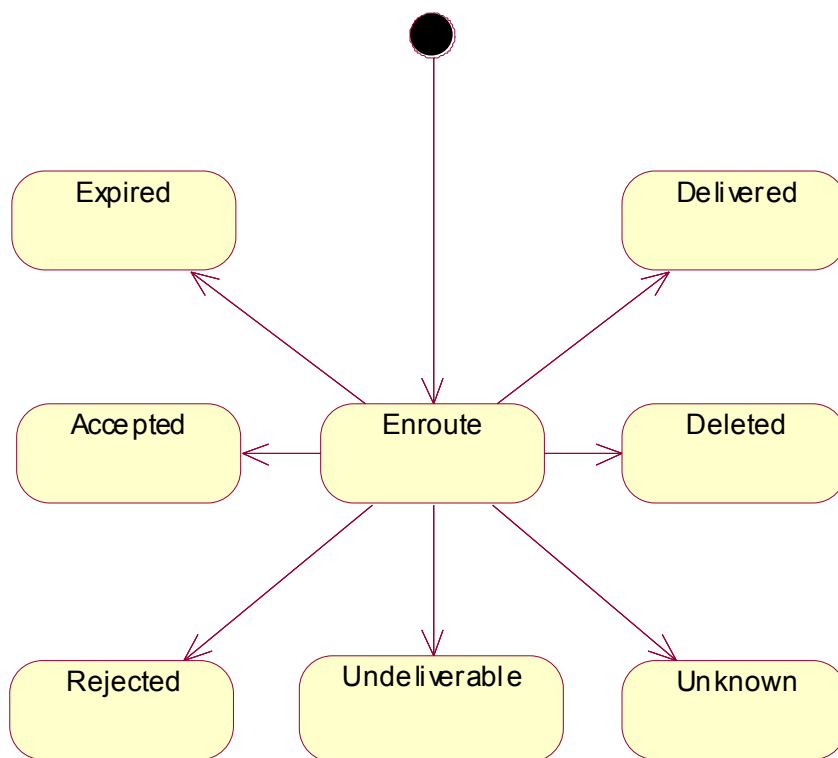 Expired
Delivered
Accepted
Enroute
Deleted
Rejected
Undeliverable
Unknown